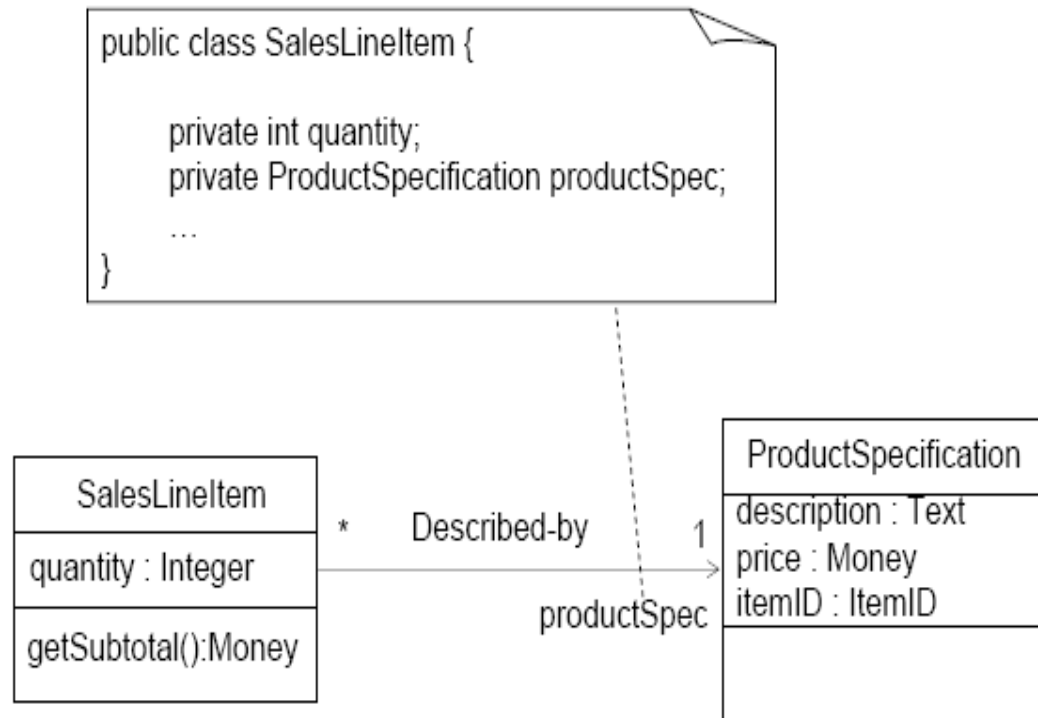 public class SalesLineItem {
private int quantity;
private ProductSpecification productSpec;
...
}
SalesLineItem
quantity : Integer
getSubtotal():Money
* Described-by 1
productSpec
ProductSpecification
description : Text
price : Money
itemID : ItemID